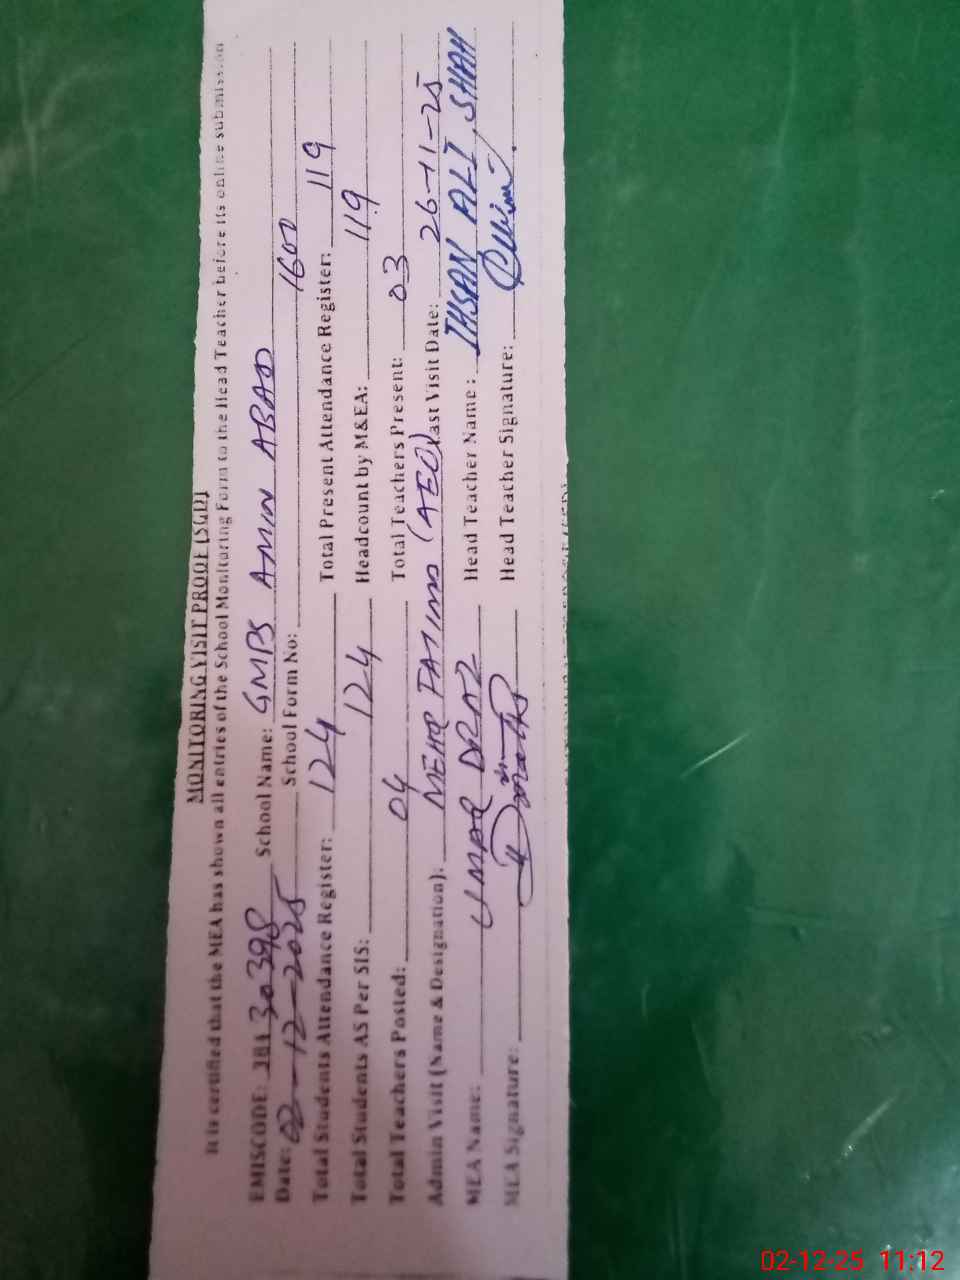 MONITORING VISIT PROOF (SGD)
It is certified that the MEA has shown all entries of the School Monitoring Form to the Head Teacher before its online submission
EMISCODE: 38130398 School Name: GMPS AMIN ABAD
Date: 02-12-2025 School Form No: 1600
Total Students Attendance Register: 124 Total Present Attendance Register: 119
Total Students AS Per SIS: 124 Headcount by M&EA: 119
Total Teachers Posted: 04 Total Teachers Present: 03
Admin Visit (Name & Designation): MEHR (AEO) Last Visit Date: 26-11-25
MEA Name: UMAR DRAZ Head Teacher Name: IHSAN ALI SHAH
MEA Signature: Head Teacher Signature:
02-12-25 11:12